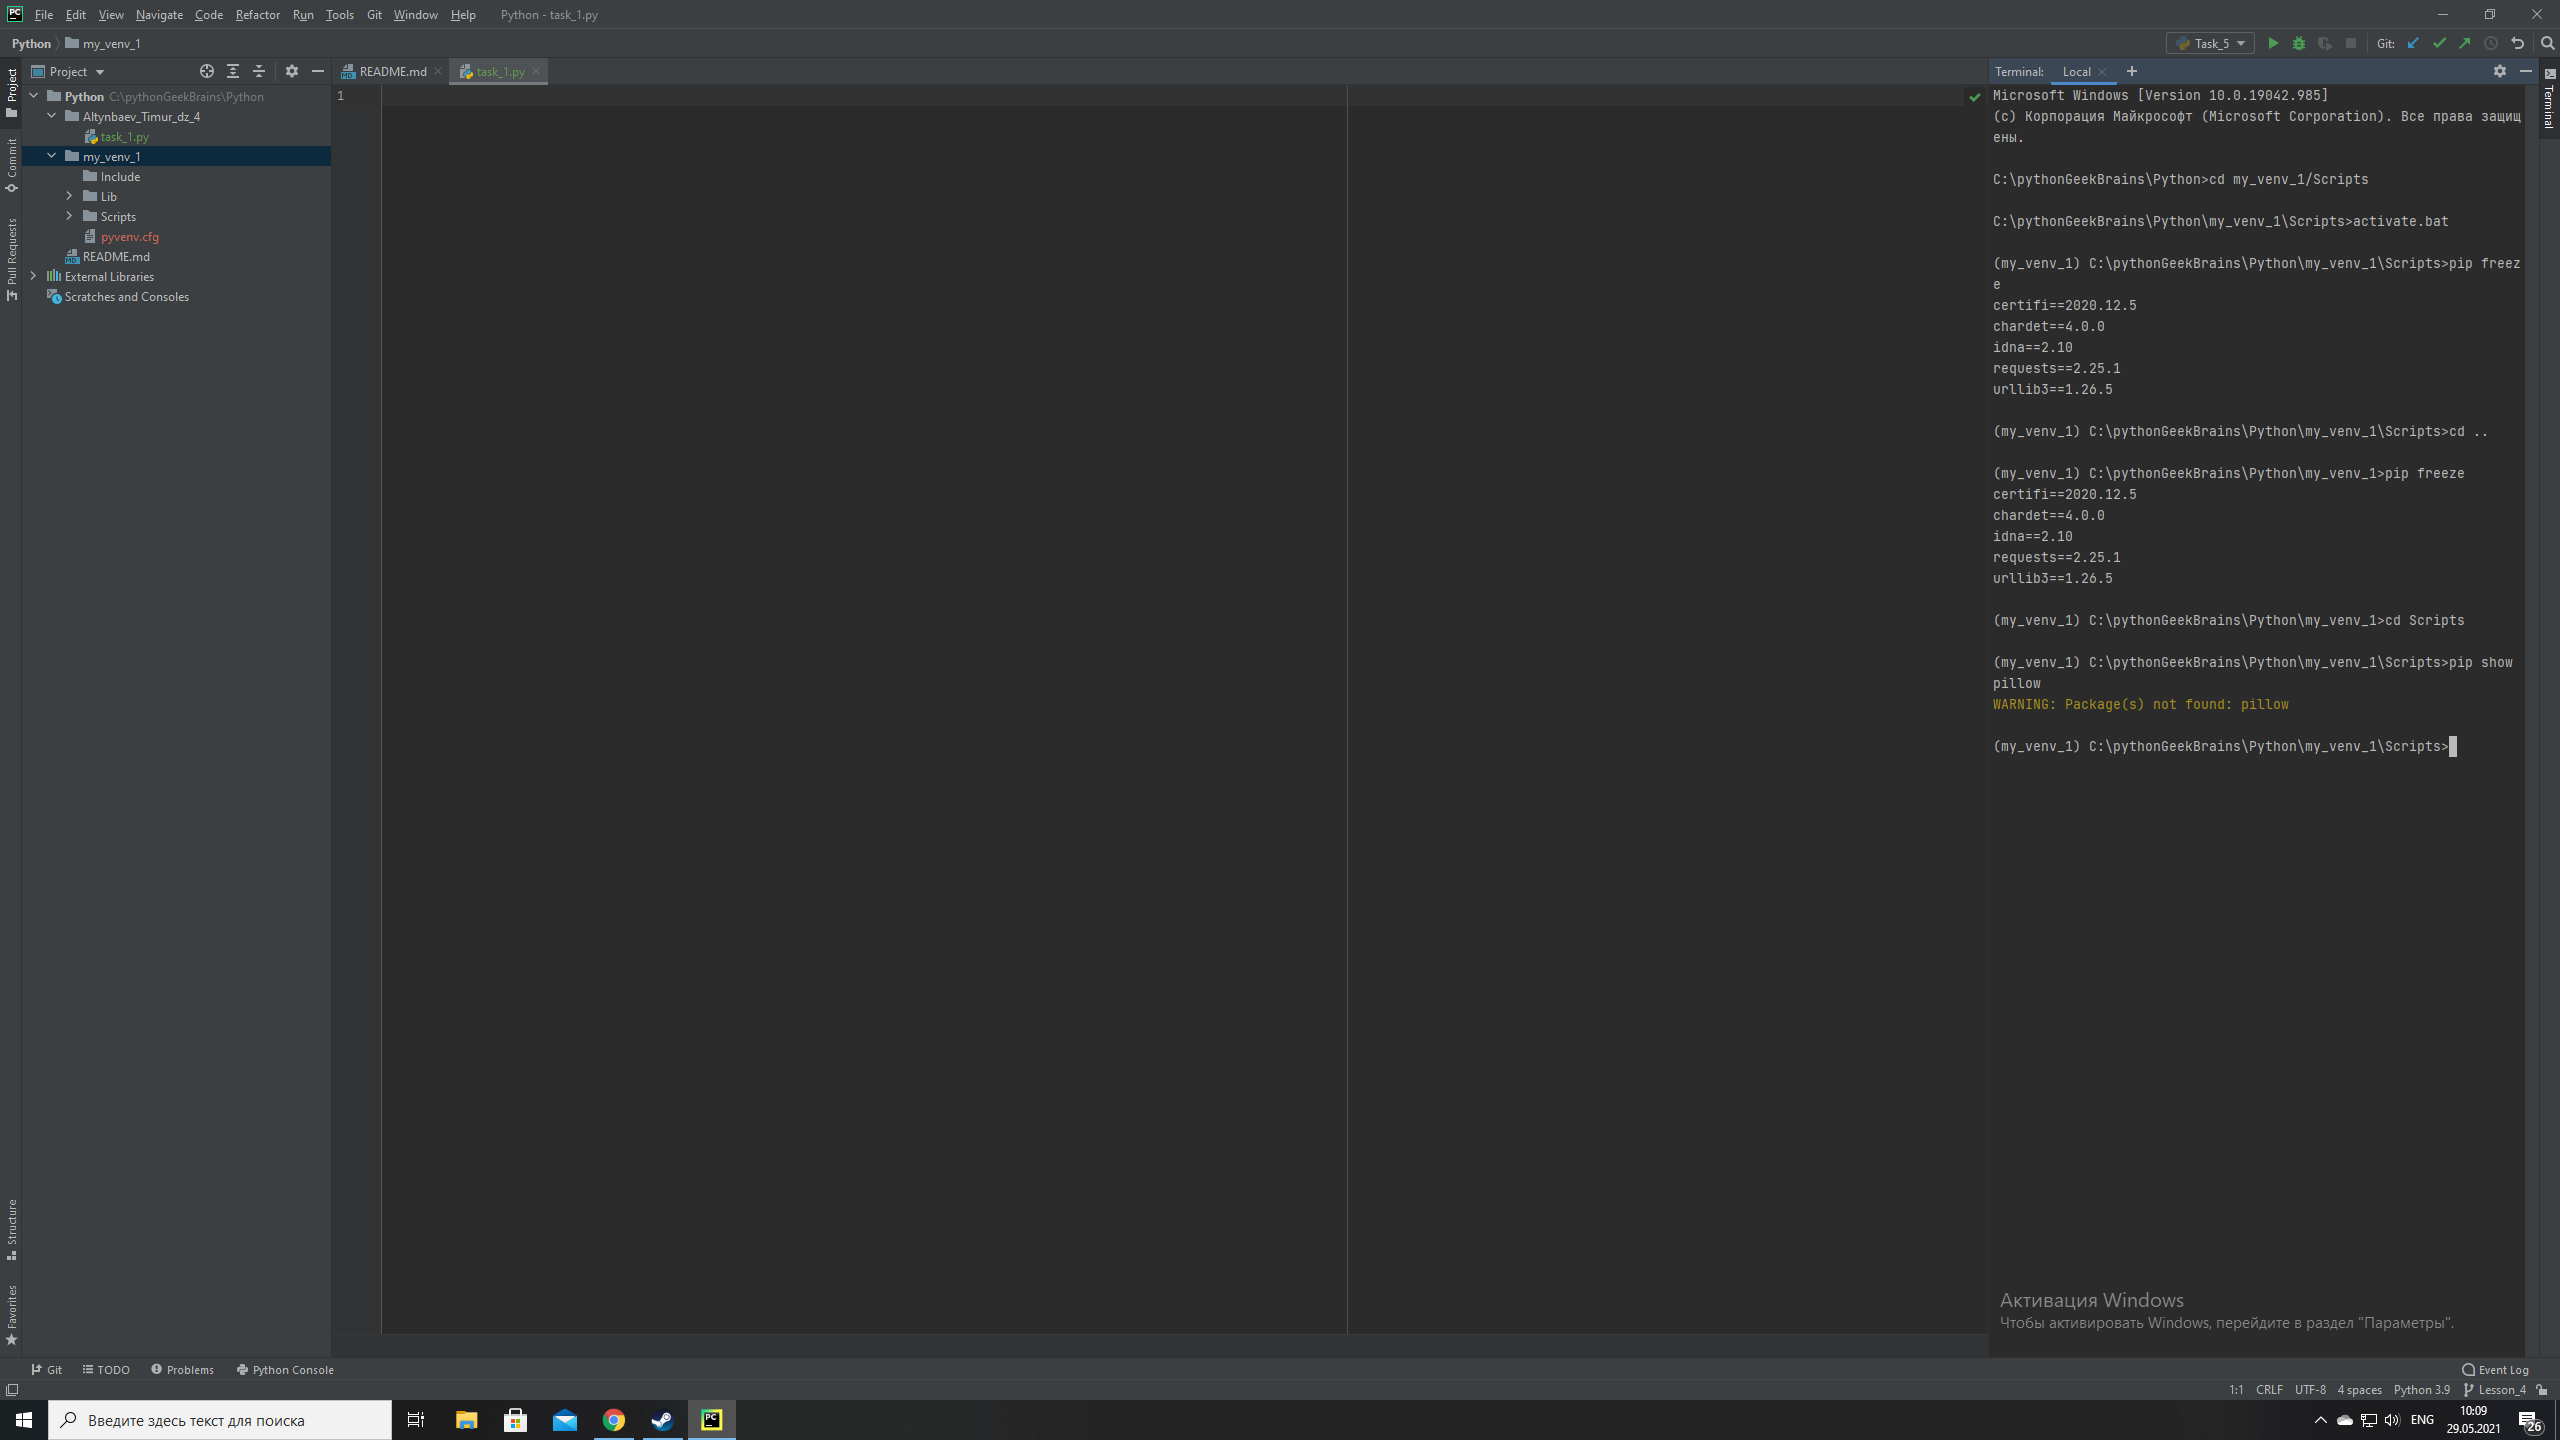 File Edit View Navigate Code Refactor Run Tools Git Window Help Python - task_1.py
Python my_venv_1
Task_5 Git:
Project
README.md
task_1.py
Terminal: Local
Project
Commit
Pull Requests
Structure
Favorites
Terminal
Python C:\pythonGeekBrains\Python
Altynbaev_Timur_dz_4
task_1.py
my_venv_1
Include
Lib
Scripts
pyvenv.cfg
README.md
External Libraries
Scratches and Consoles
1
Microsoft Windows [Version 10.0.19042.985]
(c) Корпорация Майкрософт (Microsoft Corporation). Все права защищ
ены.
C:\pythonGeekBrains\Python>cd my_venv_1/Scripts
C:\pythonGeekBrains\Python\my_venv_1\Scripts>activate.bat
(my_venv_1) C:\pythonGeekBrains\Python\my_venv_1\Scripts>pip freez
e
certifi==2020.12.5
chardet==4.0.0
idna==2.10
requests==2.25.1
urllib3==1.26.5
(my_venv_1) C:\pythonGeekBrains\Python\my_venv_1\Scripts>cd ..
(my_venv_1) C:\pythonGeekBrains\Python\my_venv_1>pip freeze
certifi==2020.12.5
chardet==4.0.0
idna==2.10
requests==2.25.1
urllib3==1.26.5
(my_venv_1) C:\pythonGeekBrains\Python\my_venv_1>cd Scripts
(my_venv_1) C:\pythonGeekBrains\Python\my_venv_1\Scripts>pip show
pillow
WARNING: Package(s) not found: pillow
(my_venv_1) C:\pythonGeekBrains\Python\my_venv_1\Scripts>
Активация Windows
Чтобы активировать Windows, перейдите в раздел "Параметры".
Git TODO Problems Python Console Event Log
1:1 CRLF UTF-8 4 spaces Python 3.9 Lesson_4
Введите здесь текст для поиска
ENG
10:09
29.05.2021
26